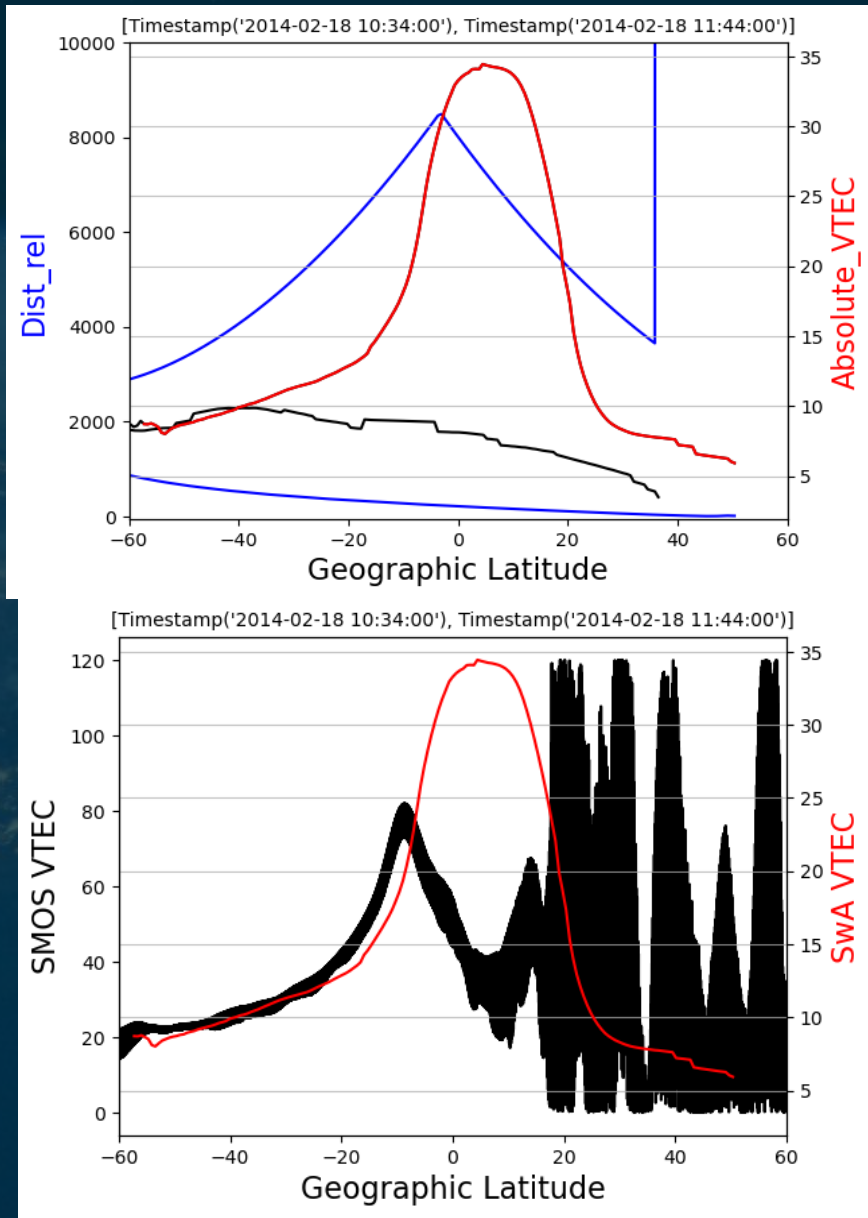 [Timestamp('2014-02-18 10:34:00'), Timestamp('2014-02-18 11:44:00')]
10000
8000
6000
4000
2000
0
Dist_rel
35
30
25
20
15
10
5
Absolute_VTEC
−60 −40 −20 0 20 40 60
Geographic Latitude
[Timestamp('2014-02-18 10:34:00'), Timestamp('2014-02-18 11:44:00')]
120
100
80
60
40
20
0
SMOS VTEC
35
30
25
20
15
10
5
SwA VTEC
−60 −40 −20 0 20 40 60
Geographic Latitude